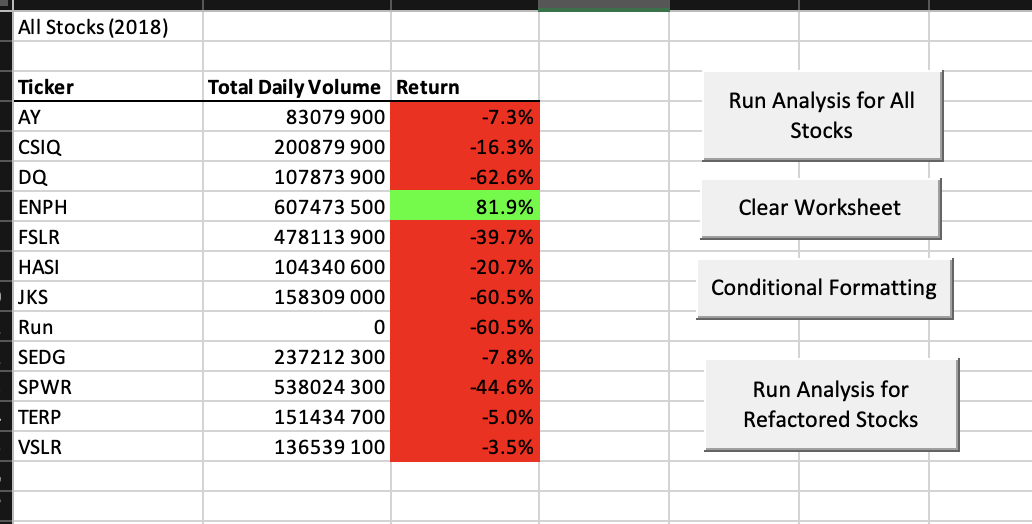 All Stocks (2018)
Ticker Total Daily Volume Return
AY 83079 900 -7.3%
CSIQ 200879 900 -16.3%
DQ 107873 900 -62.6%
ENPH 607473 500 81.9%
FSLR 478113 900 -39.7%
HASI 104340 600 -20.7%
JKS 158309 000 -60.5%
Run 0 -60.5%
SEDG 237212 300 -7.8%
SPWR 538024 300 -44.6%
TERP 151434 700 -5.0%
VSLR 136539 100 -3.5%
Run Analysis for All
Stocks
Clear Worksheet
Conditional Formatting
Run Analysis for
Refactored Stocks